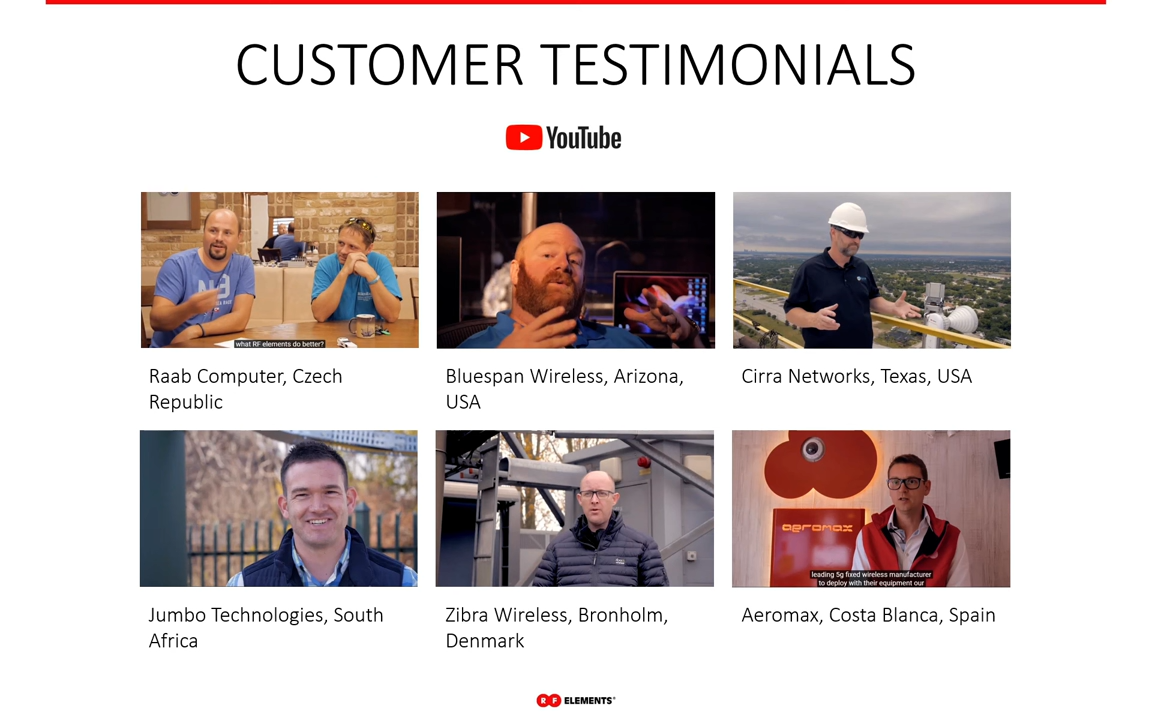 CUSTOMER TESTIMONIALS
YouTube
what RF elements do better?
Raab Computer, Czech
Republic
Bluespan Wireless, Arizona,
USA
Cirra Networks, Texas, USA
aeromax
leading 5g fixed wireless manufacturer
to deploy with their equipment our
Jumbo Technologies, South
Africa
Zibra Wireless, Bronholm,
Denmark
Aeromax, Costa Blanca, Spain
RF ELEMENTS®